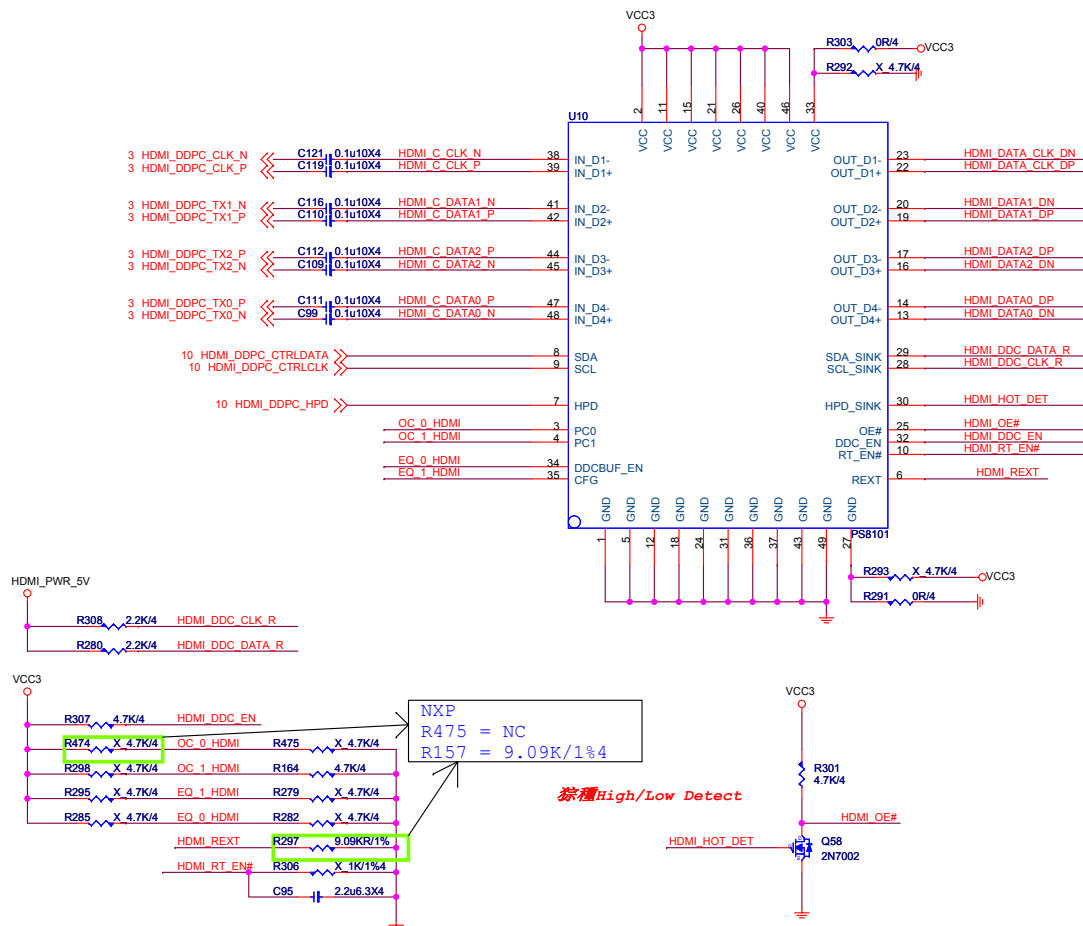 VCC3
R303 0R/4 VCC3
R292 X_4.7K/4
2 11 15 21 26 40 46 33
U10
VCC VCC VCC VCC VCC VCC VCC VCC
3 HDMI_DDPC_CLK_N C121 0.1u10X4 HDMI_C_CLK_N 38 IN_D1- OUT_D1- 23 HDMI_DATA_CLK_DN
3 HDMI_DDPC_CLK_P C119 0.1u10X4 HDMI_C_CLK_P 39 IN_D1+ OUT_D1+ 22 HDMI_DATA_CLK_DP
3 HDMI_DDPC_TX1_N C116 0.1u10X4 HDMI_C_DATA1_N 41 IN_D2- OUT_D2- 20 HDMI_DATA1_DN
3 HDMI_DDPC_TX1_P C110 0.1u10X4 HDMI_C_DATA1_P 42 IN_D2+ OUT_D2+ 19 HDMI_DATA1_DP
3 HDMI_DDPC_TX2_P C112 0.1u10X4 HDMI_C_DATA2_P 44 IN_D3- OUT_D3- 17 HDMI_DATA2_DP
3 HDMI_DDPC_TX2_N C109 0.1u10X4 HDMI_C_DATA2_N 45 IN_D3+ OUT_D3+ 16 HDMI_DATA2_DN
3 HDMI_DDPC_TX0_P C111 0.1u10X4 HDMI_C_DATA0_P 47 IN_D4- OUT_D4- 14 HDMI_DATA0_DP
3 HDMI_DDPC_TX0_N C99 0.1u10X4 HDMI_C_DATA0_N 48 IN_D4+ OUT_D4+ 13 HDMI_DATA0_DN
10 HDMI_DDPC_CTRLDATA 8 SDA SDA_SINK 29 HDMI_DDC_DATA_R
10 HDMI_DDPC_CTRLCLK 9 SCL SCL_SINK 28 HDMI_DDC_CLK_R
10 HDMI_DDPC_HPD 7 HPD HPD_SINK 30 HDMI_HOT_DET
OC_0_HDMI 3 PC0 OE# 25 HDMI_OE#
OC_1_HDMI 4 PC1 DDC_EN 32 HDMI_DDC_EN
RT_EN# 10 HDMI_RT_EN#
EQ_0_HDMI 34 DDCBUF_EN
EQ_1_HDMI 35 CFG REXT 6 HDMI_REXT
GND GND GND GND GND GND GND GND GND GND GND
PS8101
1 5 12 18 24 31 36 37 43 49 27
R293 X_4.7K/4 VCC3
R291 0R/4
HDMI_PWR_5V
R308 2.2K/4 HDMI_DDC_CLK_R
R280 2.2K/4 HDMI_DDC_DATA_R
VCC3
R307 4.7K/4 HDMI_DDC_EN
R474 X_4.7K/4 OC_0_HDMI R475 X_4.7K/4
R298 X_4.7K/4 OC_1_HDMI R164 4.7K/4
R295 X_4.7K/4 EQ_1_HDMI R279 X_4.7K/4
R285 X_4.7K/4 EQ_0_HDMI R282 X_4.7K/4
HDMI_REXT R297 9.09KR/1%
HDMI_RT_EN# R306 X_1K/1%4
C95 2.2u6.3X4
NXP
R475 = NC
R157 = 9.09K/1%4
High/Low Detect
VCC3
R301
4.7K/4
HDMI_OE#
HDMI_HOT_DET
Q58
2N7002